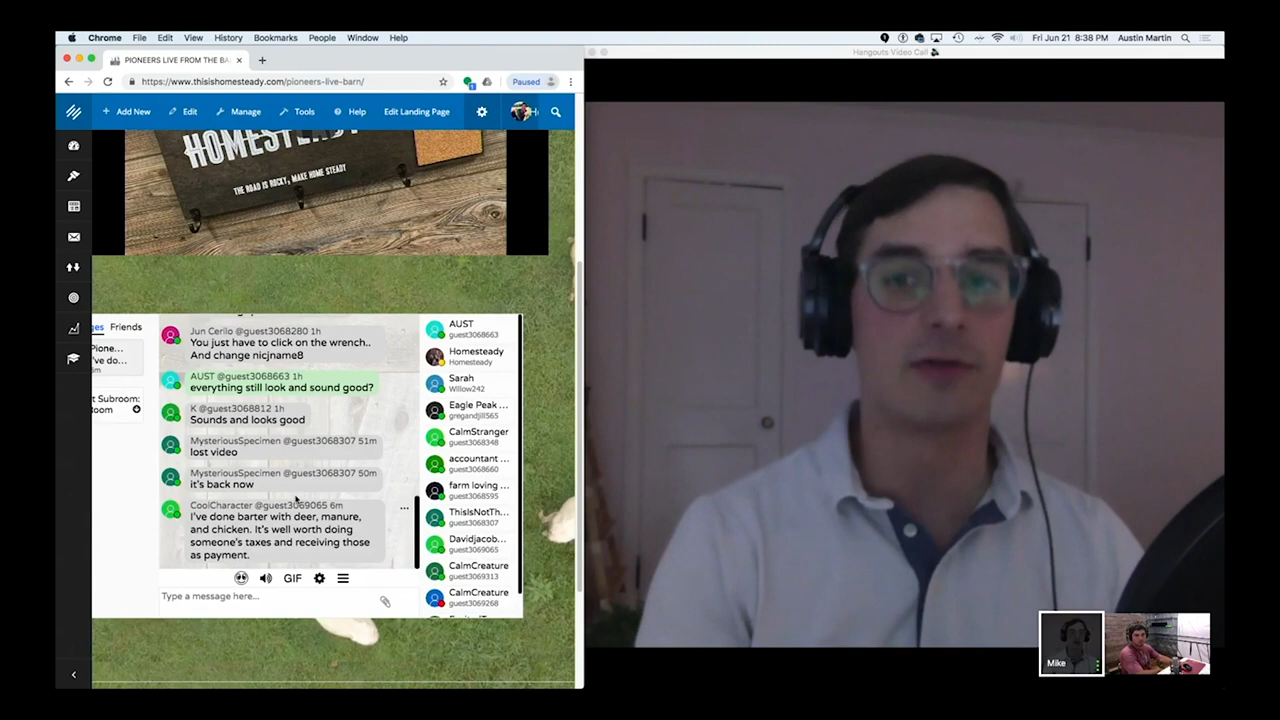 Chrome File Edit View History Bookmarks People Window Help
Fri Jun 21 8:38 PM Austin Martin
PIONEERS LIVE FROM THE BA
Hangouts Video Call
https://www.thisishomesteady.com/pioneers-live-barn/
Paused
Add New Edit Manage Tools Help Edit Landing Page
HOMESTEADY
THE ROAD IS ROCKY, MAKE HOME STEADY
ges Friends
Pione...
I've do...
t Subroom:
oom
Jun Cerilo @guest3068280 1h
You just have to click on the wrench..
And change nicjname8
AUST @guest3068663 1h
everything still look and sound good?
K @guest3068812 1h
Sounds and looks good
MysteriousSpecimen @guest3068307 51m
lost video
MysteriousSpecimen @guest3068307 50m
it's back now
CoolCharacter @guest3069065 6m
I've done barter with deer, manure,
and chicken. It's well worth doing
someone's taxes and receiving those
as payment.
GIF
Type a message here...
AUST
guest3068663
Homesteady
Homesteady
Sarah
Willow242
Eagle Peak ...
gregandjill565
CalmStranger
guest3068348
accountant ...
guest3068660
farm loving ...
guest3068595
ThisIsNotTh...
guest3068307
Davidjacob...
guest3069065
CalmCreature
guest3069313
CalmCreature
guest3069268
Mike